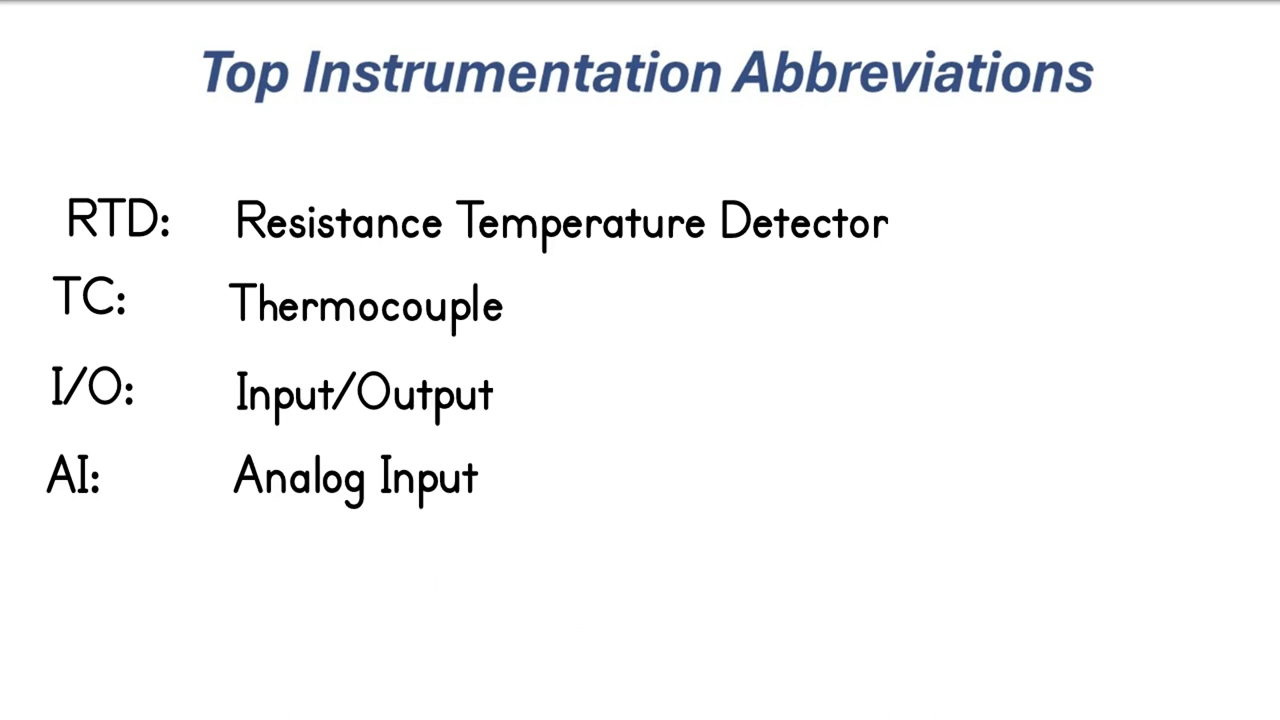 Top Instrumentation Abbreviations
RTD: Resistance Temperature Detector
TC: Thermocouple
I/O: Input/Output
AI: Analog Input